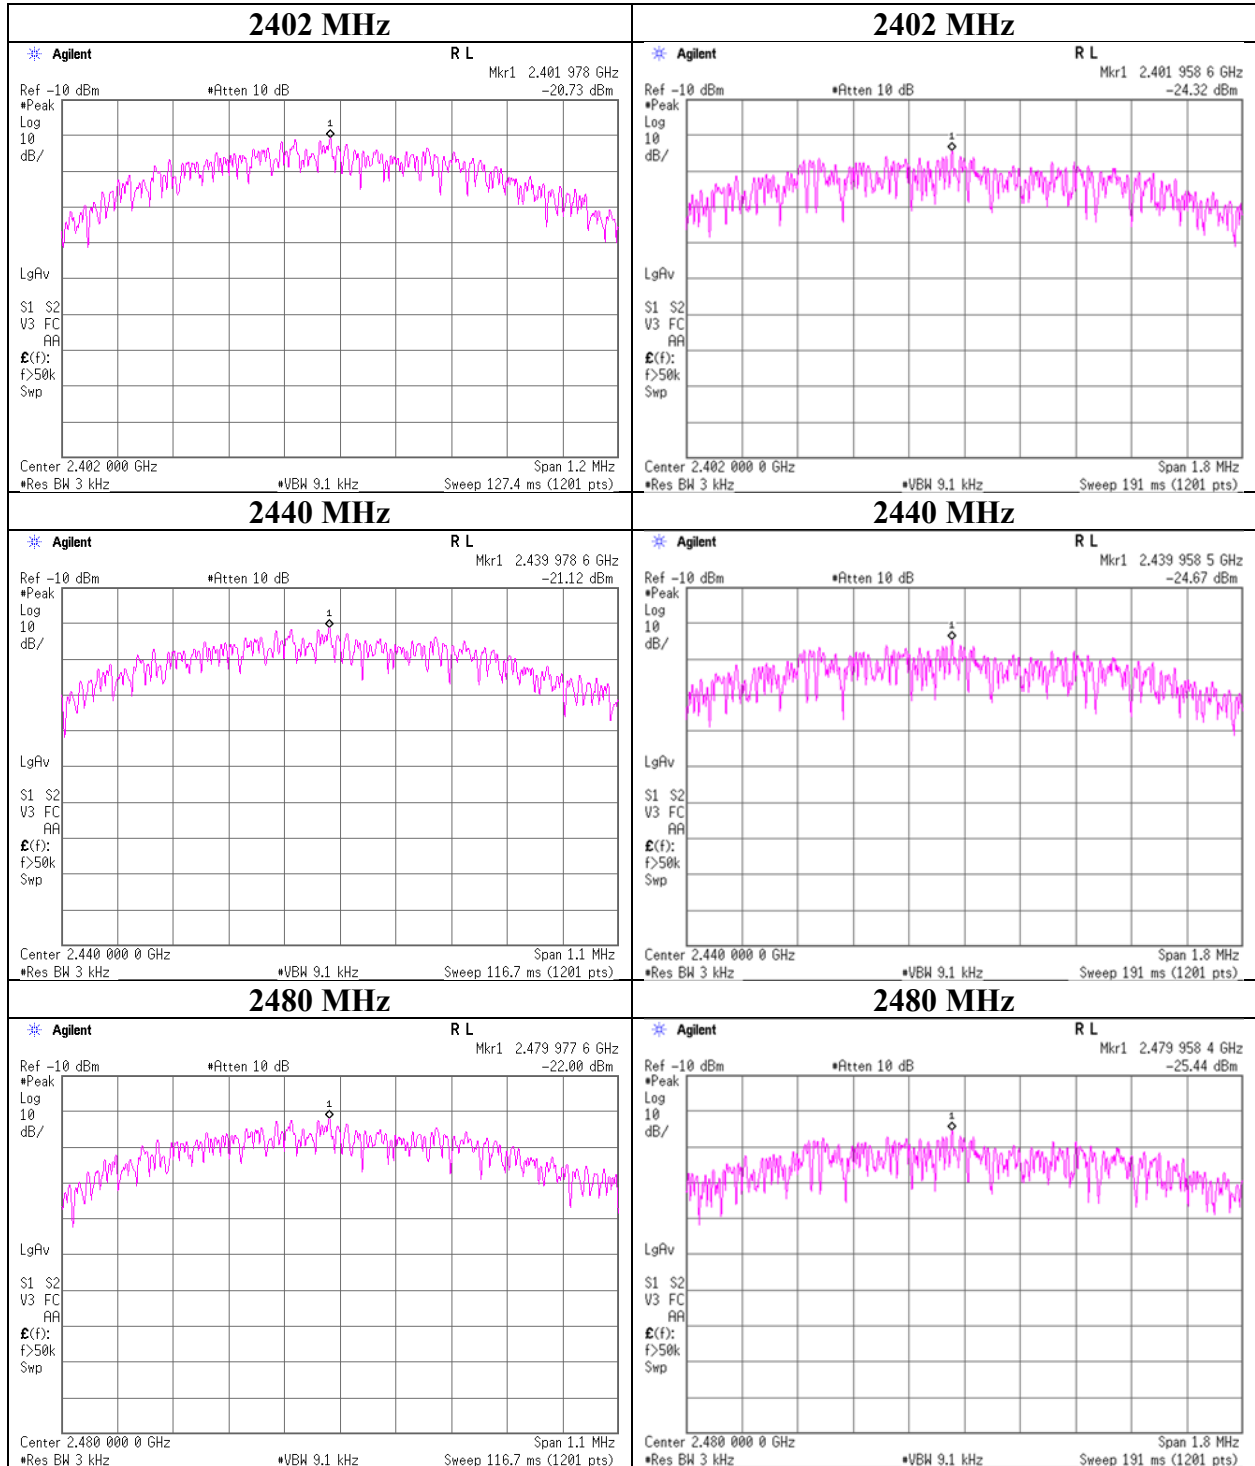 2402 MHz
Agilent R L
Mkr1 2.401 978 GHz
Ref -10 dBm #Atten 10 dB -20.73 dBm
#Peak
Log
10
dB/
1
LgAv
S1 S2
V3 FC
AA
£(f):
f>50k
Swp
Center 2.402 000 GHz Span 1.2 MHz
#Res BW 3 kHz #VBW 9.1 kHz Sweep 127.4 ms (1201 pts)
2402 MHz
Agilent R L
Mkr1 2.401 958 6 GHz
Ref -10 dBm #Atten 10 dB -24.32 dBm
#Peak
Log
10
dB/
1
LgAv
S1 S2
V3 FC
AA
£(f):
f>50k
Swp
Center 2.402 000 0 GHz Span 1.8 MHz
#Res BW 3 kHz #VBW 9.1 kHz Sweep 191 ms (1201 pts)
2440 MHz
Agilent R L
Mkr1 2.439 978 6 GHz
Ref -10 dBm #Atten 10 dB -21.12 dBm
#Peak
Log
10
dB/
1
LgAv
S1 S2
V3 FC
AA
£(f):
f>50k
Swp
Center 2.440 000 0 GHz Span 1.1 MHz
#Res BW 3 kHz #VBW 9.1 kHz Sweep 116.7 ms (1201 pts)
2440 MHz
Agilent R L
Mkr1 2.439 958 5 GHz
Ref -10 dBm #Atten 10 dB -24.67 dBm
#Peak
Log
10
dB/
1
LgAv
S1 S2
V3 FC
AA
£(f):
f>50k
Swp
Center 2.440 000 0 GHz Span 1.8 MHz
#Res BW 3 kHz #VBW 9.1 kHz Sweep 191 ms (1201 pts)
2480 MHz
Agilent R L
Mkr1 2.479 977 6 GHz
Ref -10 dBm #Atten 10 dB -22.00 dBm
#Peak
Log
10
dB/
1
LgAv
S1 S2
V3 FC
AA
£(f):
f>50k
Swp
Center 2.480 000 0 GHz Span 1.1 MHz
#Res BW 3 kHz #VBW 9.1 kHz Sweep 116.7 ms (1201 pts)
2480 MHz
Agilent R L
Mkr1 2.479 958 4 GHz
Ref -10 dBm #Atten 10 dB -25.44 dBm
#Peak
Log
10
dB/
1
LgAv
S1 S2
V3 FC
AA
£(f):
f>50k
Swp
Center 2.480 000 0 GHz Span 1.8 MHz
#Res BW 3 kHz #VBW 9.1 kHz Sweep 191 ms (1201 pts)